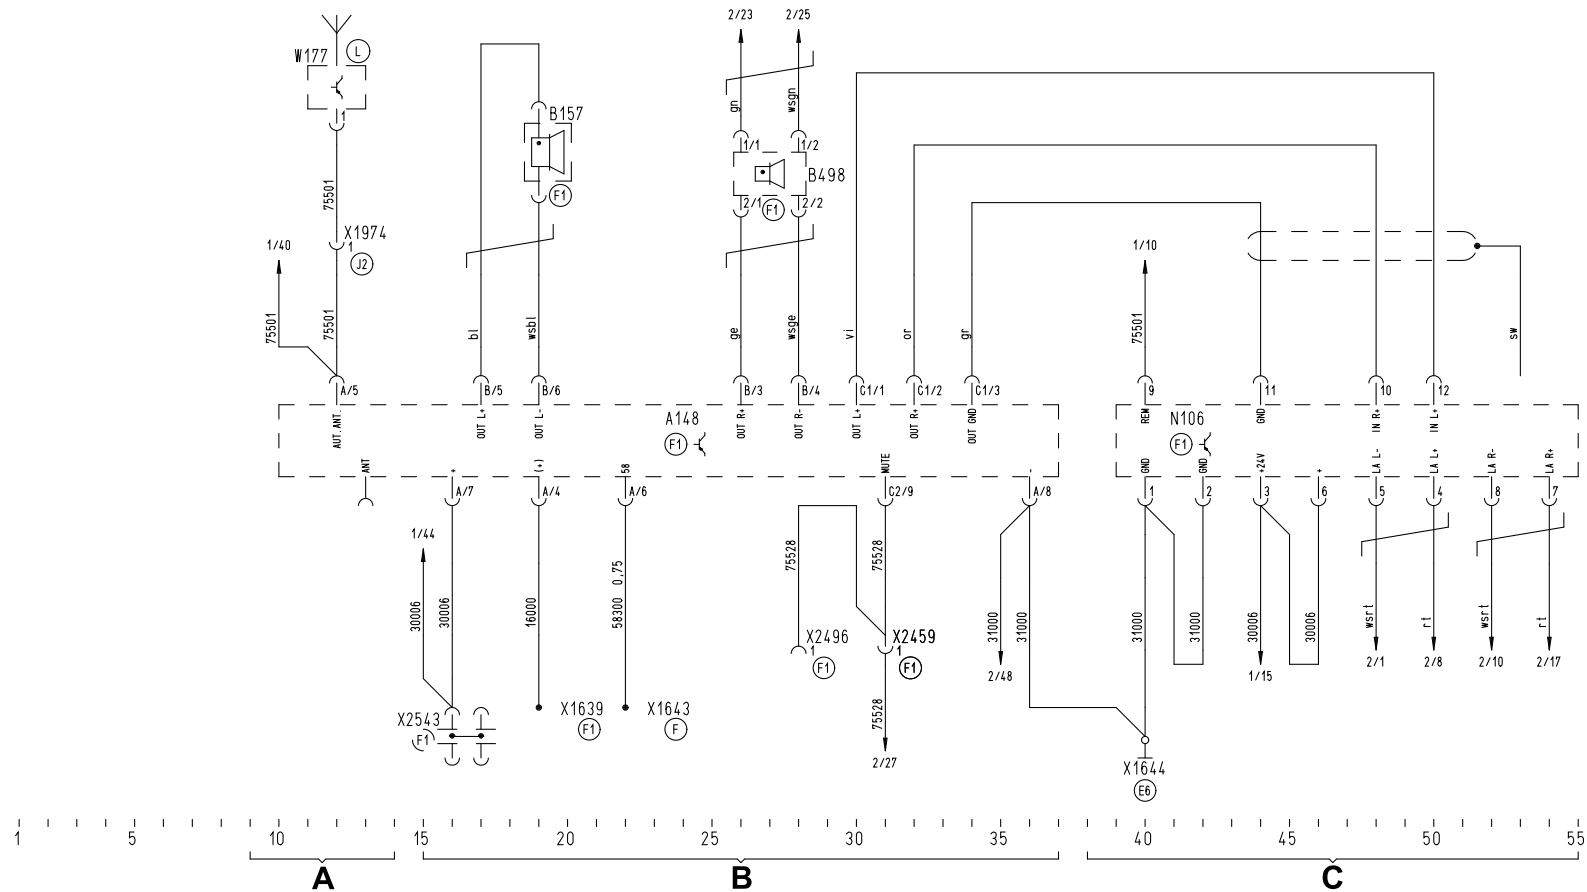 2/23 2/25
W177 L
1
gn wsgn
B157
1/1 1/2
B498
F1
2/1 2/2
F1
75501
X1974
1
J2
1/40
1/10
75501 75501 bl wsbl ge wsge vi or gr 75501 sw
A/5 B/5 B/6 B/3 B/4 C1/1 C1/2 C1/3 9 11 10 12
AUT.ANT. OUT L+ OUT L- OUT R+ OUT R- OUT L+ OUT R+ OUT GND REM GND IN R+ IN L+
A148
F1
N106
F1
ANT + (+) 58 MUTE - GND GND +24V + LA L- LA L+ LA R- LA R+
A/7 A/4 A/6 C2/9 A/8 1 2 3 6 5 4 8 7
1/44
75528 75528
30006 30006 16000 58300 0,75 31000 31000 31000 31000 30006 30006 wsrt rt wsrt rt
X2496
1
F1
X2459
1
F1
2/48 1/15 2/1 2/8 2/10 2/17
X2543
F1
X1639
F1
X1643
F
75528
2/27
X1644
E6
1 5 10 15 20 25 30 35 40 45 50 55
A B C